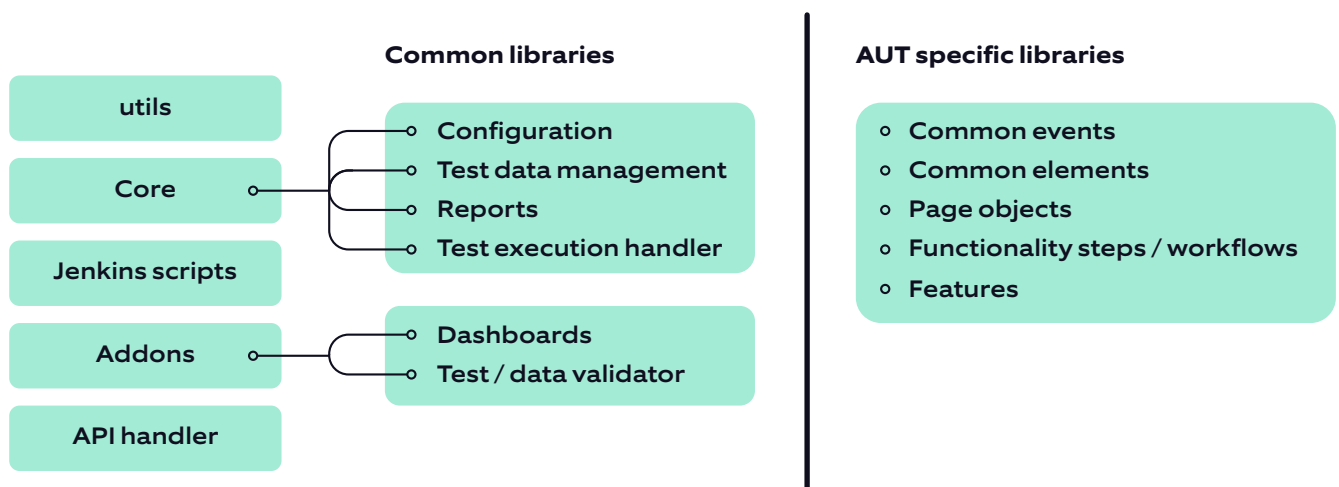 Common libraries
utils
Core
Jenkins scripts
Addons
API handler
Configuration
Test data management
Reports
Test execution handler
Dashboards
Test / data validator
AUT specific libraries
Common events
Common elements
Page objects
Functionality steps / workflows
Features